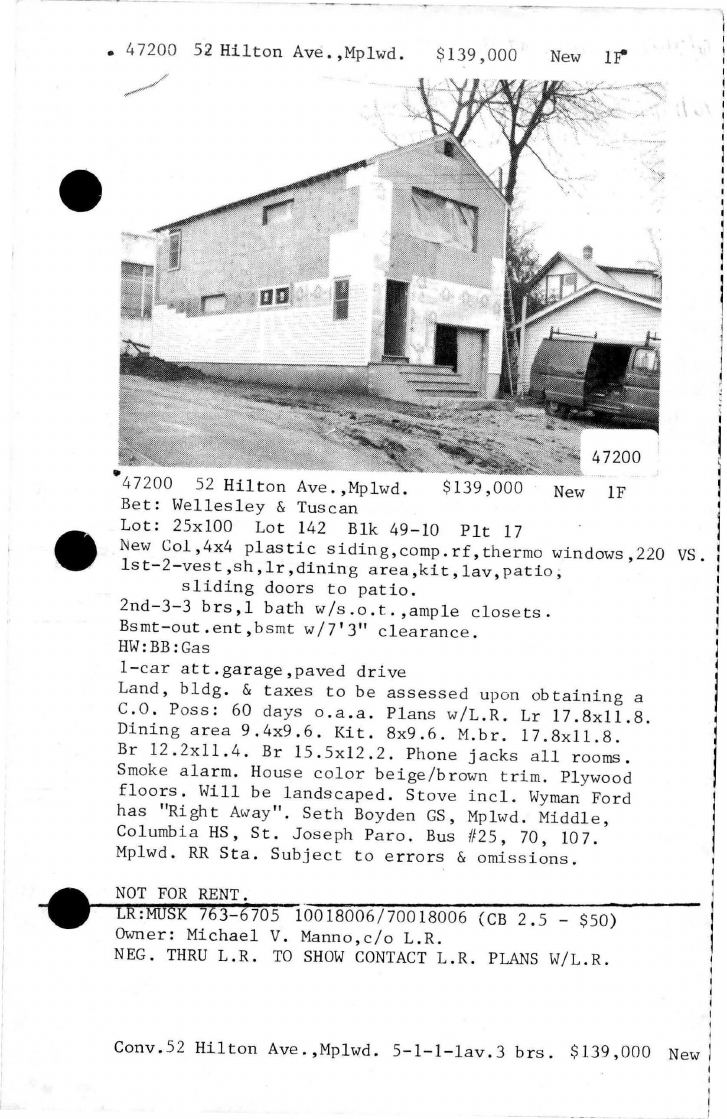 47200 52 Hilton Ave.,Mplwd. $139,000 New 1F
47200
47200 52 Hilton Ave.,Mplwd. $139,000 New 1F
Bet: Wellesley & Tuscan
Lot: 25x100 Lot 142 Blk 49-10 Plt 17
New Col,4x4 plastic siding,comp.rf,thermo windows,220 VS.
1st-2-vest,sh,lr,dining area,kit,lav,patio,
sliding doors to patio.
2nd-3-3 brs,1 bath w/s.o.t.,ample closets.
Bsmt-out.ent,bsmt w/7'3" clearance.
HW:BB:Gas
1-car att.garage,paved drive
Land, bldg. & taxes to be assessed upon obtaining a
C.O. Poss: 60 days o.a.a. Plans w/L.R. Lr 17.8x11.8.
Dining area 9.4x9.6. Kit. 8x9.6. M.br. 17.8x11.8.
Br 12.2x11.4. Br 15.5x12.2. Phone jacks all rooms.
Smoke alarm. House color beige/brown trim. Plywood
floors. Will be landscaped. Stove incl. Wyman Ford
has "Right Away". Seth Boyden GS, Mplwd. Middle,
Columbia HS, St. Joseph Paro. Bus #25, 70, 107.
Mplwd. RR Sta. Subject to errors & omissions.
NOT FOR RENT.
LR:MUSK 763-6705 10018006/70018006 (CB 2.5 - $50)
Owner: Michael V. Manno,c/o L.R.
NEG. THRU L.R. TO SHOW CONTACT L.R. PLANS W/L.R.
Conv.52 Hilton Ave.,Mplwd. 5-1-1-lav.3 brs. $139,000 New